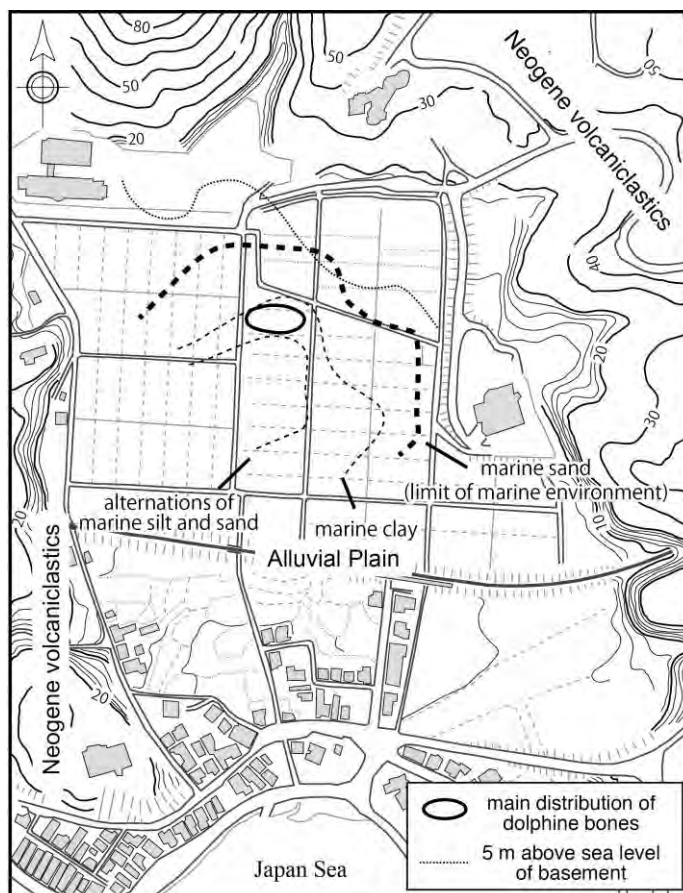 80
50
20
30
50
Neogene volcaniclastics
40
20
30
marine sand
(limit of marine environment)
alternations of
marine silt and sand
marine clay
10
20
Alluvial Plain
Neogene volcaniclastics
20
main distribution of
dolphine bones
5 m above sea level
of basement
Japan Sea